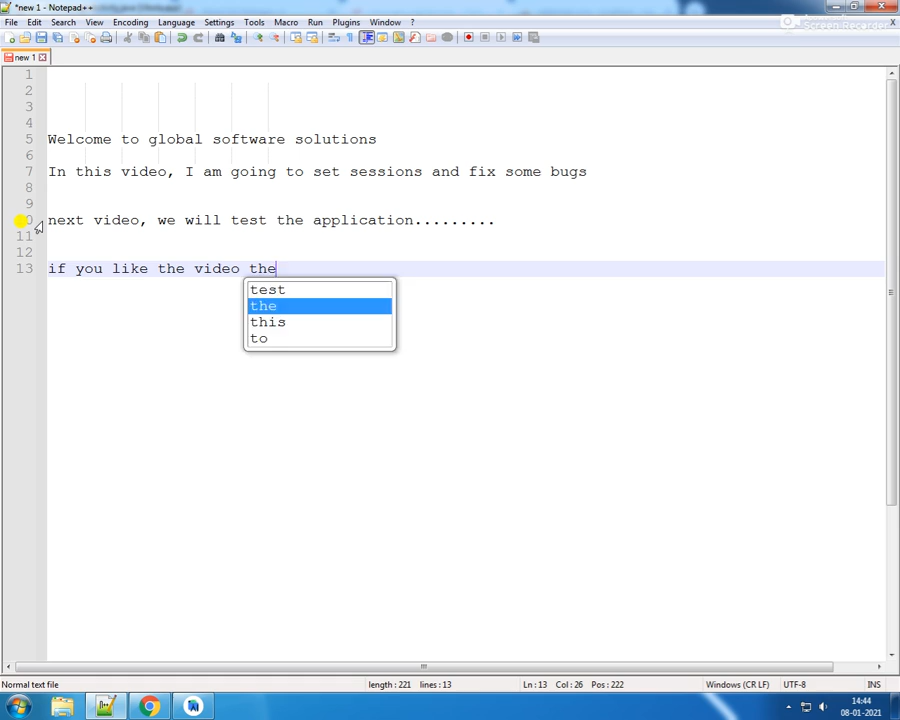 *new 1 - Notepad++
File Edit Search View Encoding Language Settings Tools Macro Run Plugins Window ?
Screen Recorder
X
new 1
1
2
3
4
5 Welcome to global software solutions
6
7 In this video, I am going to set sessions and fix some bugs
8
9
0 next video, we will test the application.........
11
12
13 if you like the video the
test
the
this
to
Normal text file length : 221 lines : 13 Ln : 13 Col : 26 Pos : 222 Windows (CR LF) UTF-8 INS
14:44
08-01-2021